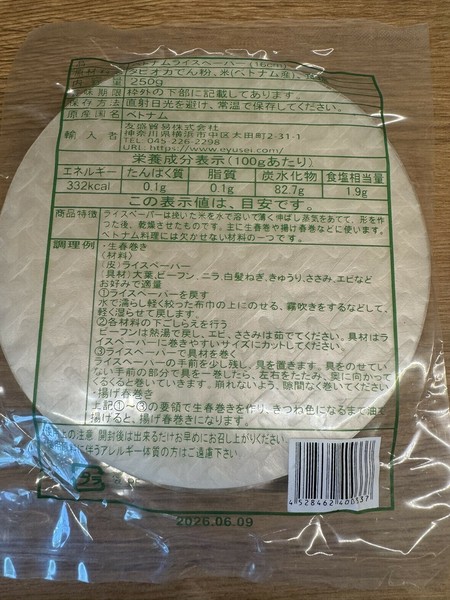 ナムライスペーパー (16cm)
タピオカでん粉、米(ベトナム産)、
250g
味期限 枠外の下部に記載してあります。
保存方法 直射日光を避け、常温で保存してください。
原産国名 ベトナム
輸入者 友盛貿易株式会社
神奈川県横浜市中区太田町2-31-1
TEL 045-226-2298
URL https://www.eyusei.com/
栄養成分表示(100gあたり)
エネルギー たんぱく質 脂質 炭水化物 食塩相当量
332kcal 0.1g 0.1g 82.7g 1.9g
この表示値は、目安です。
商品特徴 ライスペーパーは挽いた米を水で溶いて薄く伸ばし蒸気をあて、形を作
った後、乾燥させたものです。主に生春巻や揚げ春巻などに使います。
ベトナム料理には欠かせない材料の一つです。
調理例 ・生春巻き
(材料)
(皮)ライスペーパー
(具材)大葉、ビーフン、ニラ、白髪ねぎ、きゅうり、ささみ、エビなど
お好みで適量
①ライスペーパーを戻す
水で濡らし軽く絞った布巾の上にのせる、霧吹きをするなどして、
軽く湿らせて戻します。
②各材料の下ごしらえを行う
ビーフンは熱湯で戻し、エビ、ささみは茹でてください。具材はラ
イスペーパーに巻きやすいサイズにカットしてください。
③ライスペーパーで具材を巻く
ライスペーパーの手前を少し残し、具を置きます。具をのせてい
ない手前の部分で具を一巻したら、左右をたたみ、奥に向かって
くるくると巻いていきます。崩れないよう、隙間なく巻いてください
・揚げ春巻き
上記①~③の要領で生春巻きを作り、きつね色になるまで油で
揚げると、揚げ春巻きになります。
上の注意 開封後は出来るだけお早めにお召し上がりください。
に伴うアレルギー体質の方はご遠慮下さい
プラ
4528462400137
2026.06.09